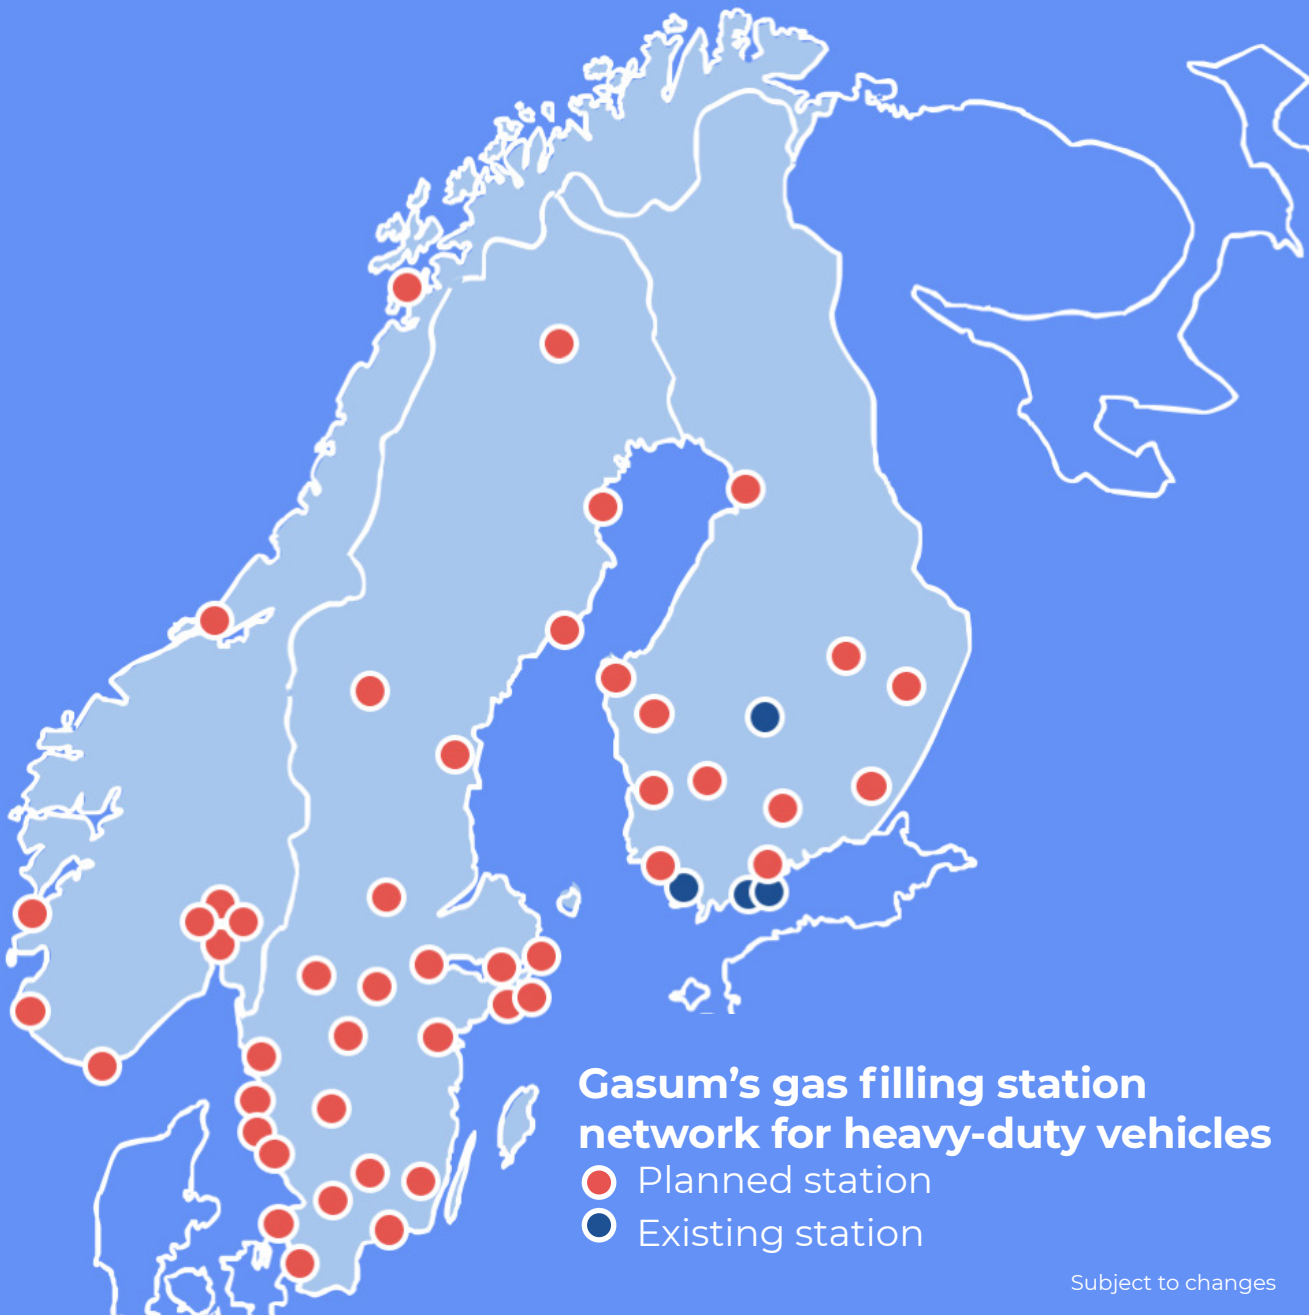 Gasum’s gas filling station
network for heavy-duty vehicles
Planned station
Existing station
Subject to changes